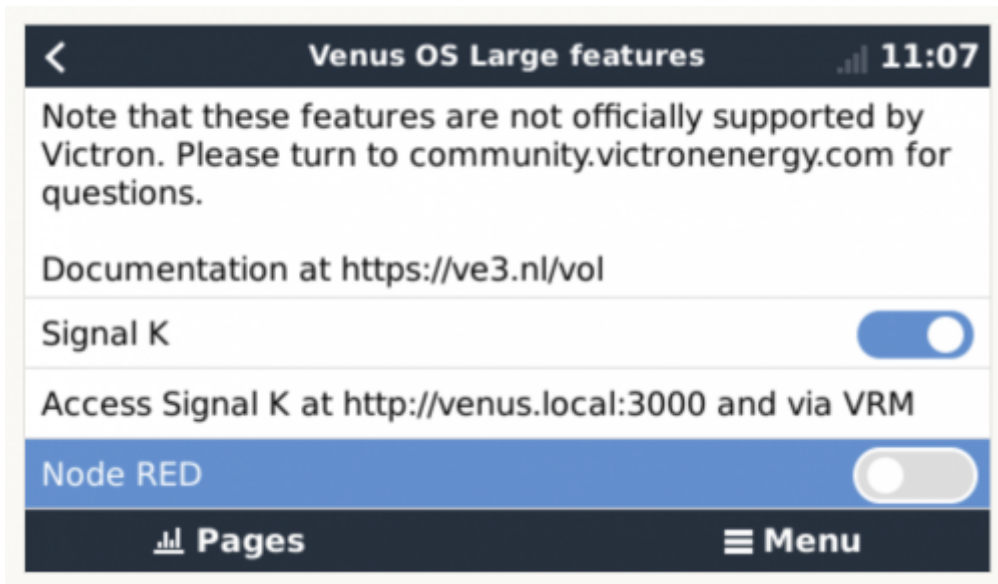 Venus OS Large features
11:07
Note that these features are not officially supported by
Victron. Please turn to community.victronenergy.com for
questions.
Documentation at https://ve3.nl/vol
Signal K
Access Signal K at http://venus.local:3000 and via VRM
Node RED
Pages
Menu